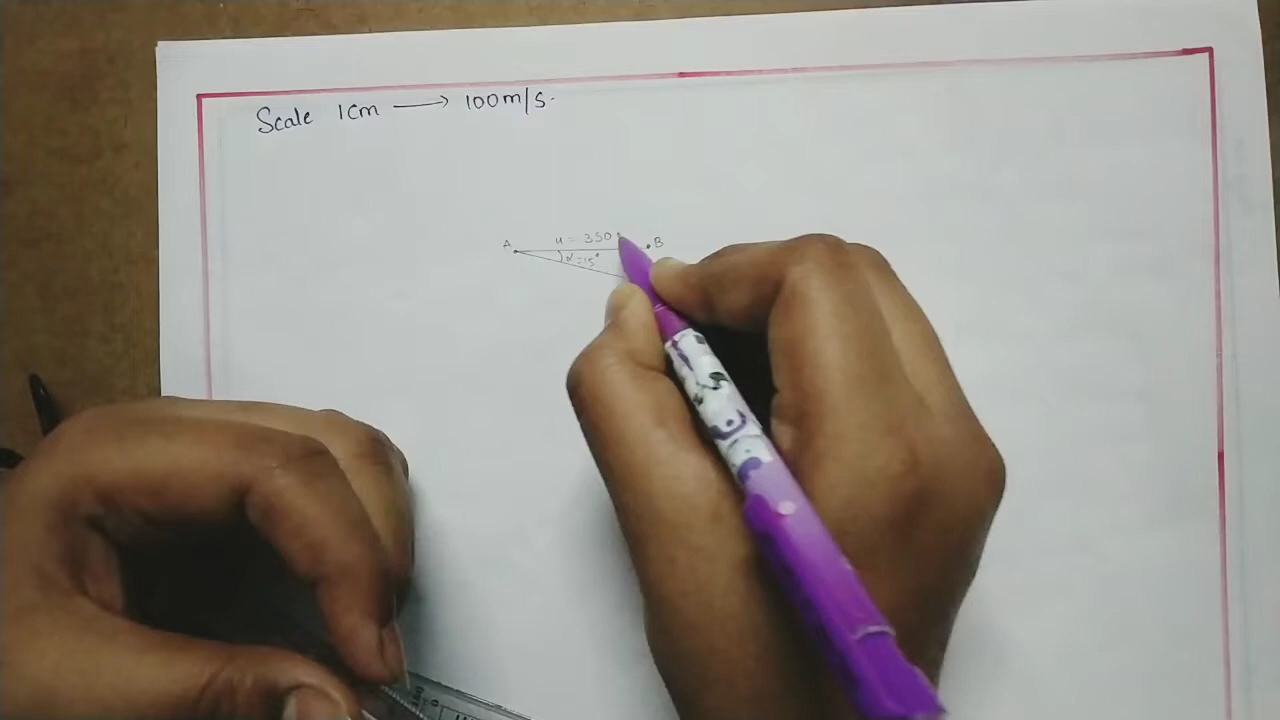 Scale 1cm → 100m/s.
A u = 350 B
α=15°